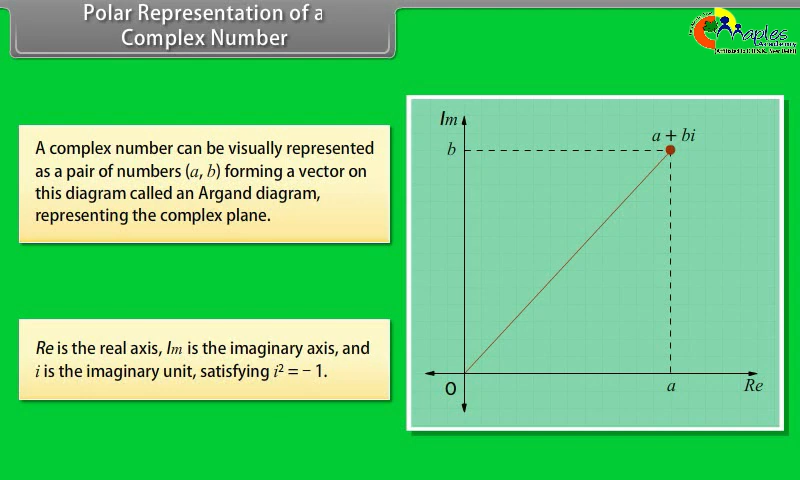 Polar Representation of a
Complex Number
Maples
Academy
A complex number can be visually represented
as a pair of numbers (a, b) forming a vector on
this diagram called an Argand diagram,
representing the complex plane.
Re is the real axis, Im is the imaginary axis, and
i is the imaginary unit, satisfying i² = − 1.
Im
a + bi
b
O
a
Re